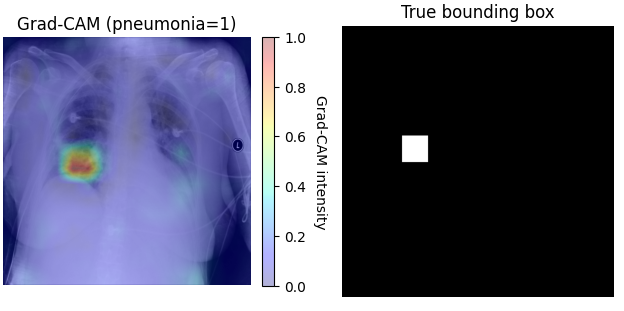 Grad-CAM (pneumonia=1)
True bounding box
1.0
0.8
0.6
0.4
0.2
0.0
Grad-CAM intensity
L